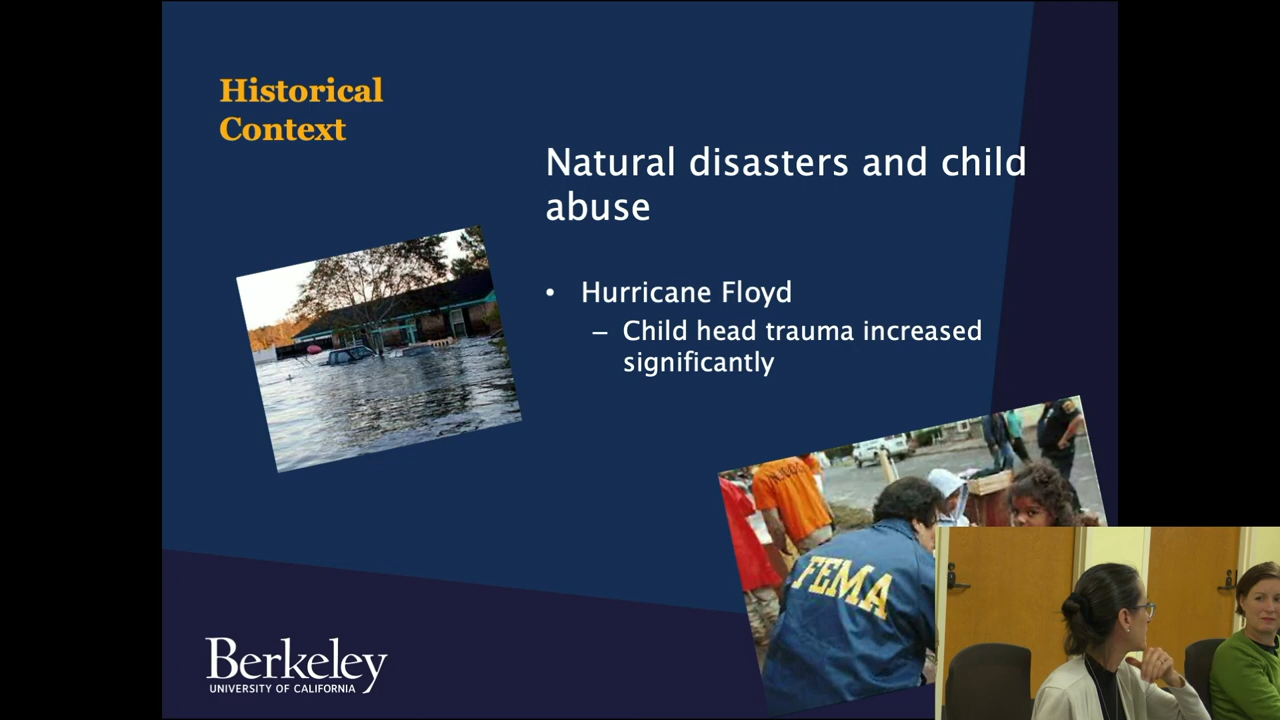 Historical
Context
Natural disasters and child
abuse
• Hurricane Floyd
– Child head trauma increased
significantly
FEMA
Berkeley
UNIVERSITY OF CALIFORNIA